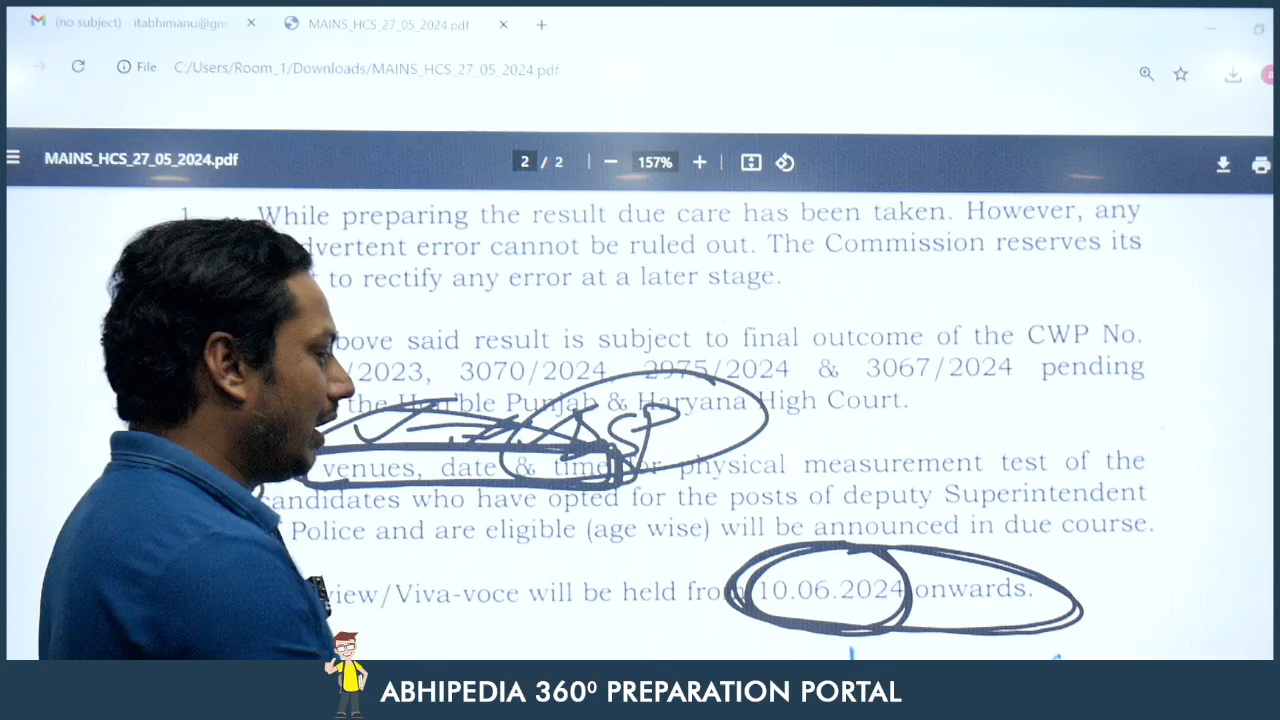 (no subject) - itabhimanu@gm
MAINS_HCS_27_05_2024.pdf
File C:/Users/Room_1/Downloads/MAINS_HCS_27_05_2024.pdf
MAINS_HCS_27_05_2024.pdf
2 / 2
157%
While preparing the result due care has been taken. However, any
dvertent error cannot be ruled out. The Commission reserves its
to rectify any error at a later stage.
bove said result is subject to final outcome of the CWP No.
/2023, 3070/2024, 2975/2024 & 3067/2024 pending
the Hon'ble Punjab & Haryana High Court.
DSP
venues, date & time for physical measurement test of the
candidates who have opted for the posts of deputy Superintendent
Police and are eligible (age wise) will be announced in due course.
view/Viva-voce will be held from 10.06.2024 onwards.
ABHIPEDIA 360⁰ PREPARATION PORTAL